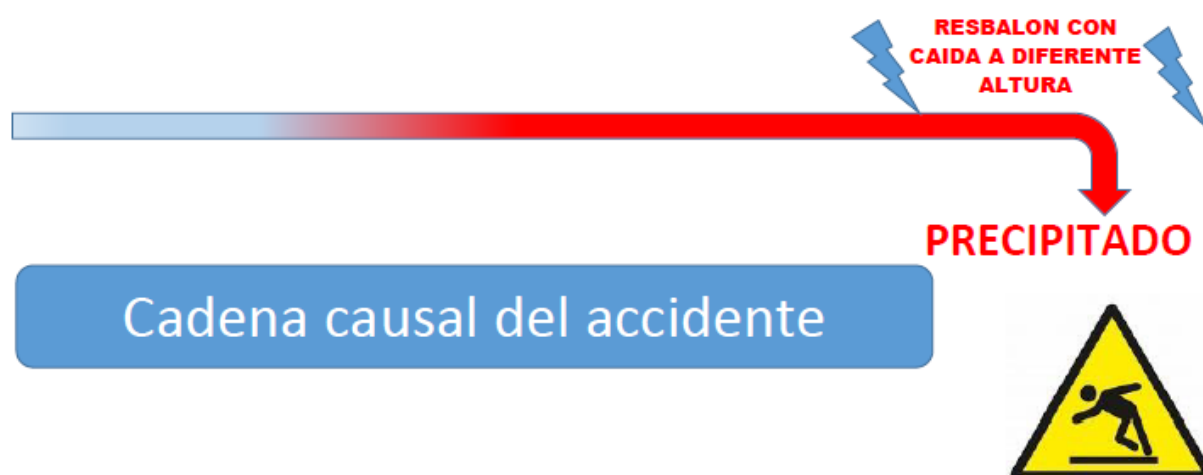 RESBALON CON
CAIDA A DIFERENTE
ALTURA
PRECIPITADO
Cadena causal del accidente